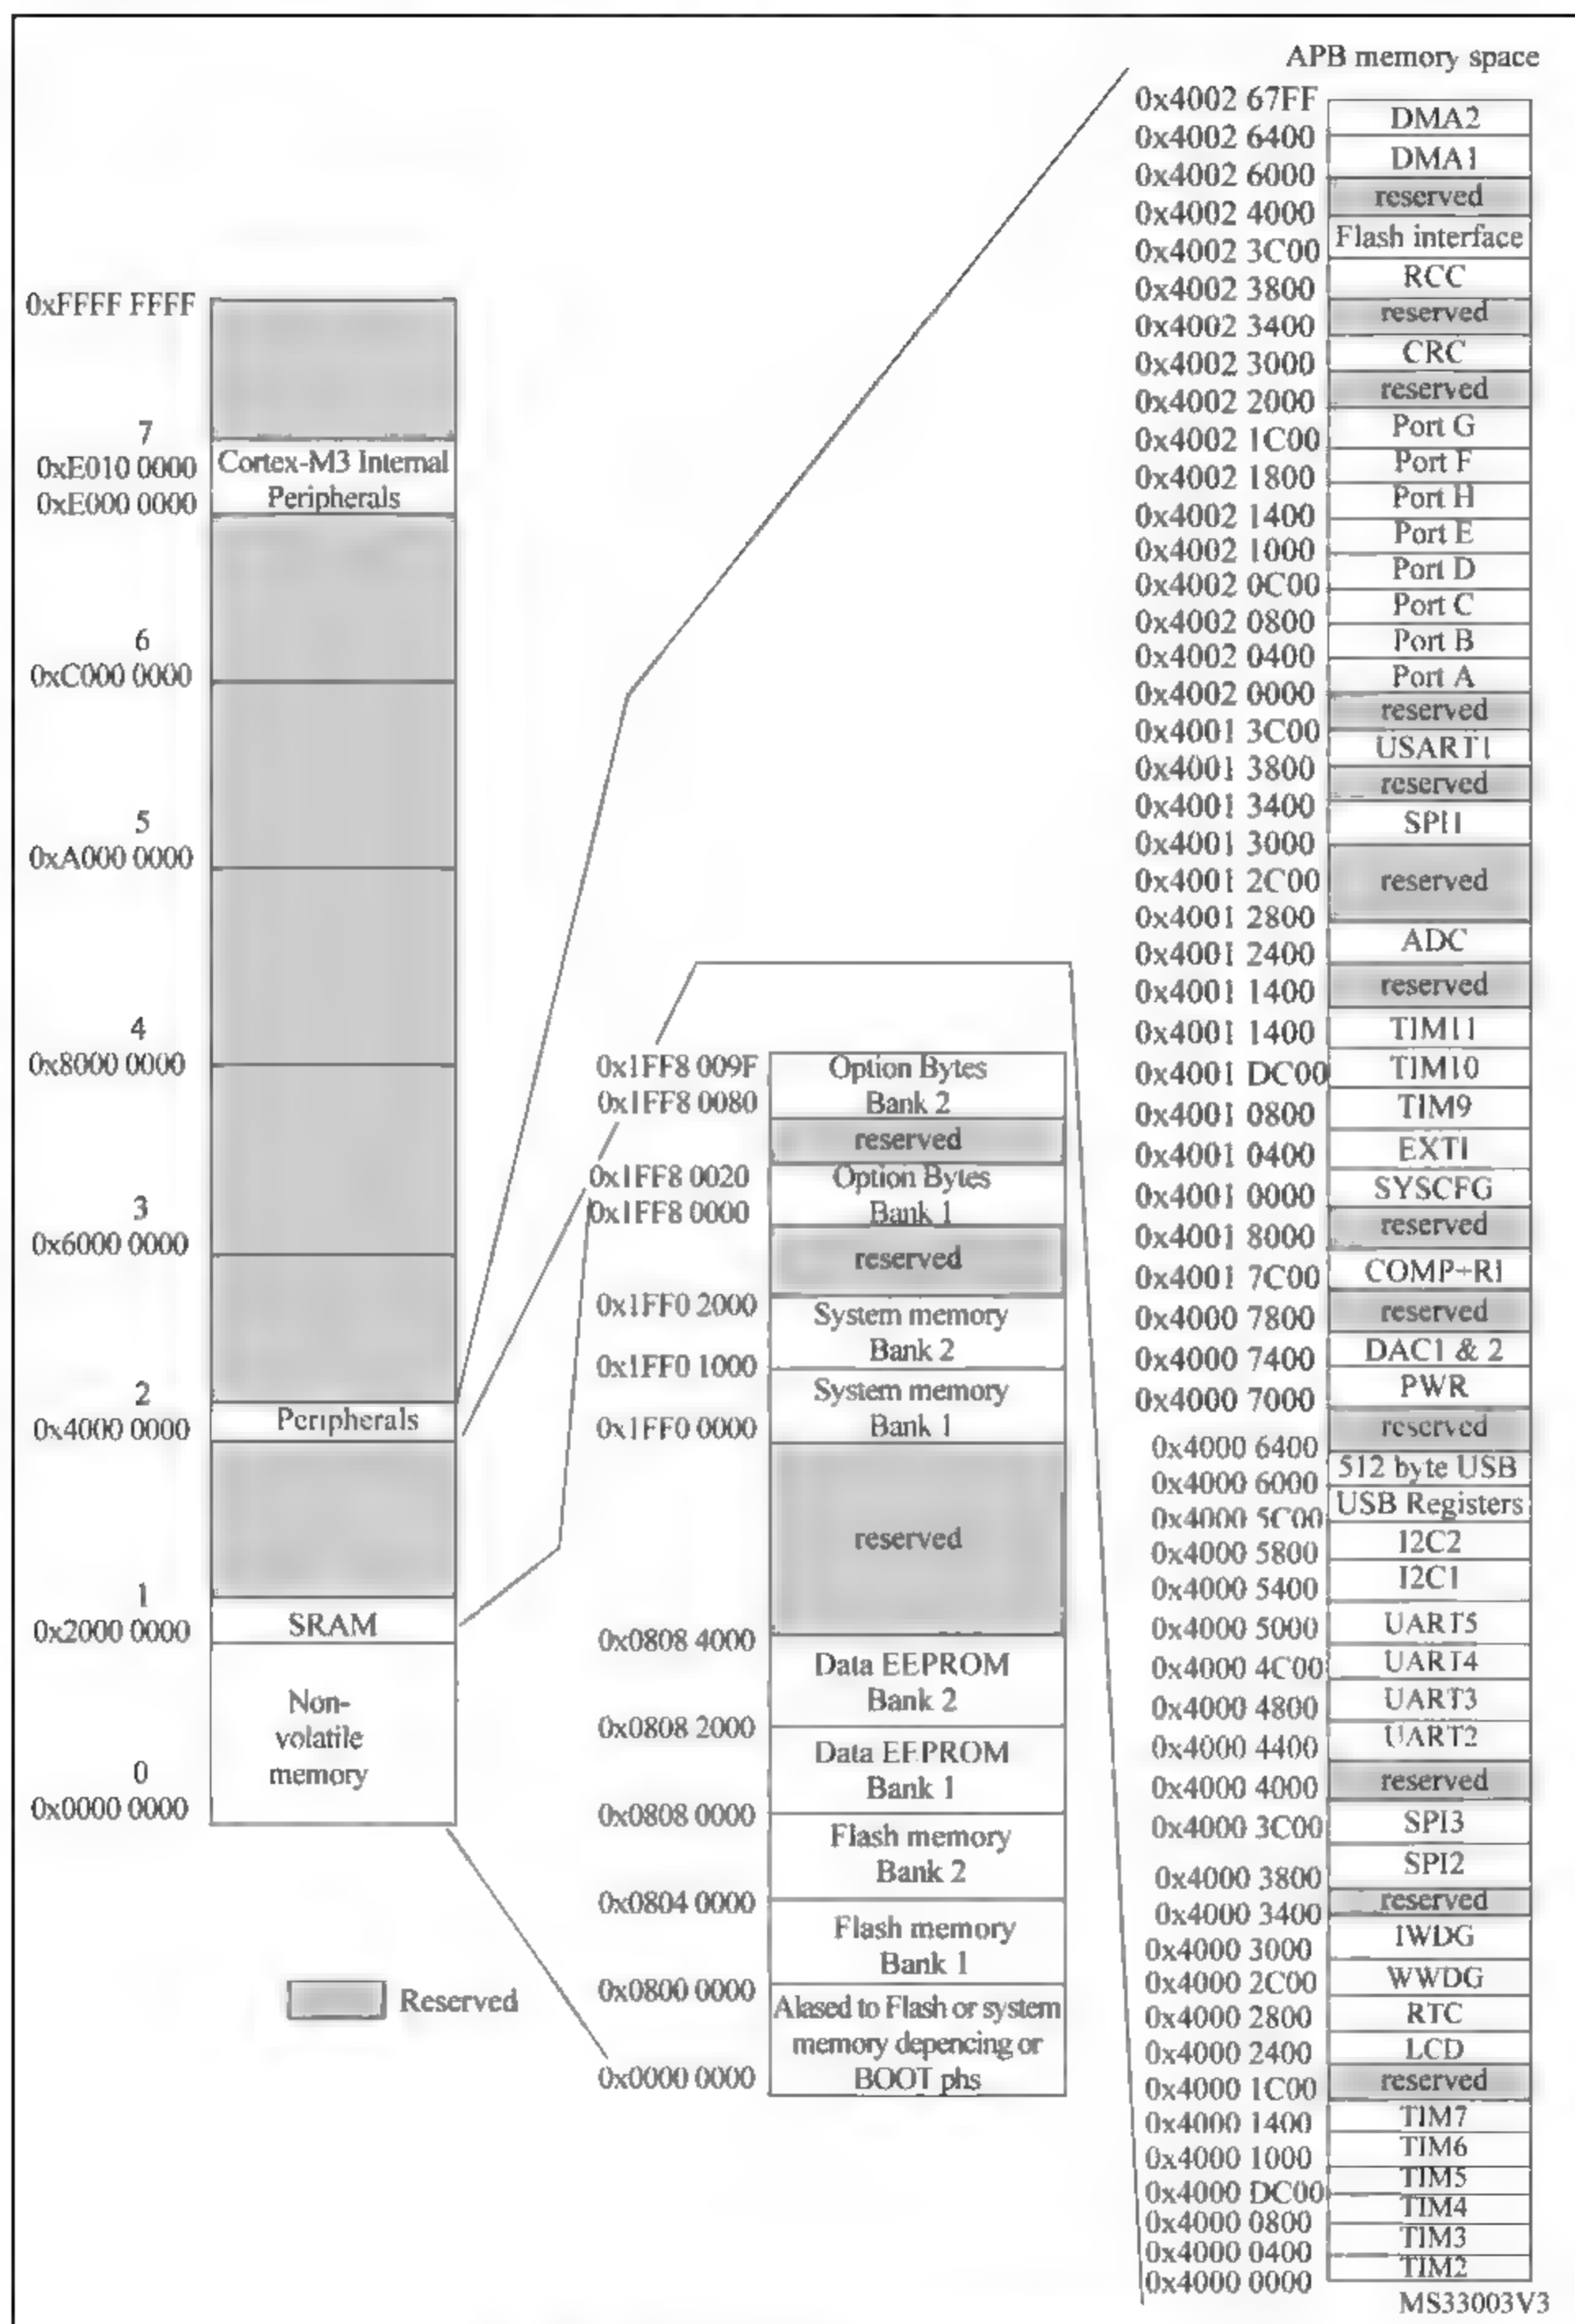 APB memory space
0xFFFF FFFF
7
0xE010 0000
Cortex-M3 Internal
0xE000 0000
Peripherals
6
0xC000 0000
5
0xA000 0000
4
0x8000 0000
3
0x6000 0000
2
0x4000 0000
Peripherals
1
0x2000 0000
SRAM
Non-
volatile
memory
0
0x0000 0000
Reserved
0x1FF8 009F
Option Bytes
0x1FF8 0080
Bank 2
reserved
0x1FF8 0020
Option Bytes
0x1FF8 0000
Bank 1
reserved
0x1FF0 2000
System memory
Bank 2
0x1FF0 1000
System memory
Bank 1
0x1FF0 0000
reserved
0x0808 4000
Data EEPROM
Bank 2
0x0808 2000
Data EEPROM
Bank 1
0x0808 0000
Flash memory
Bank 2
0x0804 0000
Flash memory
Bank 1
0x0800 0000
Alased to Flash or system
memory depencing or
BOOT phs
0x0000 0000
0x4002 67FF
DMA2
0x4002 6400
DMA1
0x4002 6000
reserved
0x4002 4000
Flash interface
0x4002 3C00
RCC
0x4002 3800
reserved
0x4002 3400
CRC
0x4002 3000
reserved
0x4002 2000
Port G
0x4002 1C00
Port F
0x4002 1800
Port H
0x4002 1400
Port E
0x4002 1000
Port D
0x4002 0C00
Port C
0x4002 0800
Port B
0x4002 0400
Port A
0x4002 0000
reserved
0x4001 3C00
USART1
0x4001 3800
reserved
0x4001 3400
SPI1
0x4001 3000
reserved
0x4001 2C00
0x4001 2800
ADC
0x4001 2400
reserved
0x4001 1400
TIM11
0x4001 1400
TIM10
0x4001 DC00
TIM9
0x4001 0800
EXTI
0x4001 0400
SYSCFG
0x4001 0000
reserved
0x4001 8000
COMP+RI
0x4001 7C00
reserved
0x4000 7800
DAC1 & 2
0x4000 7400
PWR
0x4000 7000
reserved
0x4000 6400
512 byte USB
0x4000 6000
USB Registers
0x4000 5C00
I2C2
0x4000 5800
I2C1
0x4000 5400
UART5
0x4000 5000
UART4
0x4000 4C00
UART3
0x4000 4800
UART2
0x4000 4400
reserved
0x4000 4000
SPI3
0x4000 3C00
SPI2
0x4000 3800
reserved
0x4000 3400
IWDG
0x4000 3000
WWDG
0x4000 2C00
RTC
0x4000 2800
LCD
0x4000 2400
reserved
0x4000 1C00
TIM7
0x4000 1400
TIM6
0x4000 1000
TIM5
0x4000 DC00
TIM4
0x4000 0800
TIM3
0x4000 0400
TIM2
0x4000 0000
MS33003V3